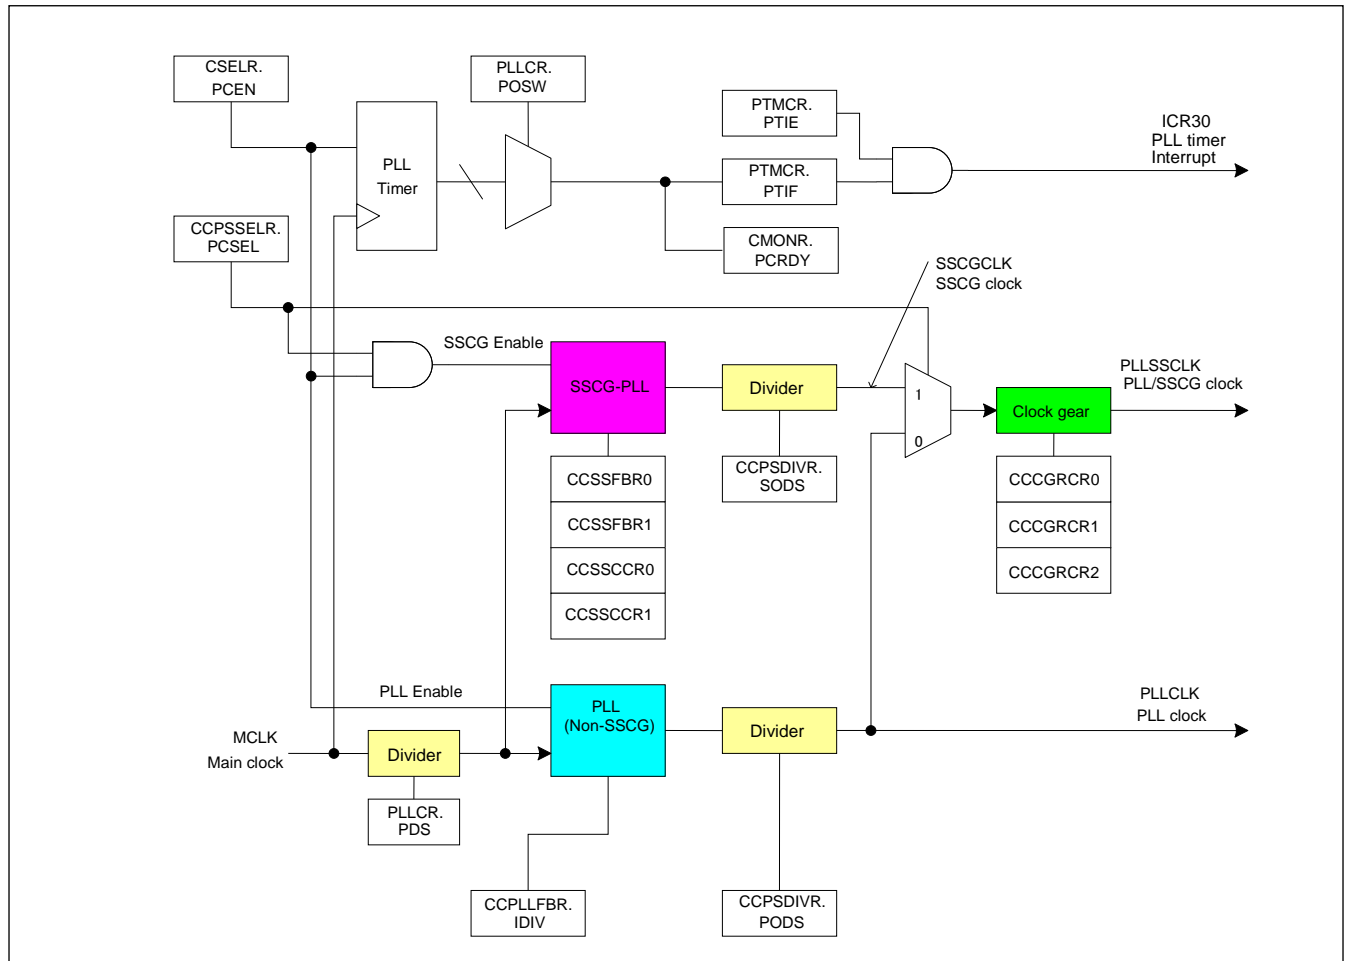 CSELR.
PCEN
PLLCR.
POSW
PTMCR.
PTIE
ICR30
PLL timer
Interrupt
PLL
Timer
PTMCR.
PTIF
CCPSSELR.
PCSEL
CMONR.
PCRDY
SSCGCLK
SSCG clock
SSCG Enable
SSCG-PLL
Divider
1
0
Clock gear
PLLSSCLK
PLL/SSCG clock
CCSSFBR0
CCSSFBR1
CCSSCCR0
CCSSCCR1
CCPSDIVR.
SODS
CCCGRCR0
CCCGRCR1
CCCGRCR2
PLL Enable
PLL
(Non-SSCG)
Divider
PLLCLK
PLL clock
MCLK
Main clock
Divider
PLLCR.
PDS
CCPLLFBR.
IDIV
CCPSDIVR.
PODS